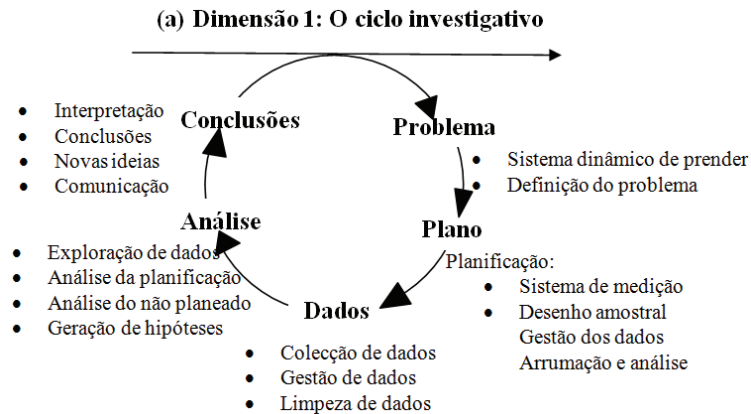 (a) Dimensão 1: O ciclo investigativo
Problema
• Sistema dinâmico de prender
• Definição do problema
Plano
Planificação:
• Sistema de medição
• Desenho amostral
Gestão dos dados
Arrumação e análise
Dados
• Colecção de dados
• Gestão de dados
• Limpeza de dados
Análise
• Exploração de dados
• Análise da planificação
• Análise do não planeado
• Geração de hipóteses
Conclusões
• Interpretação
• Conclusões
• Novas ideias
• Comunicação